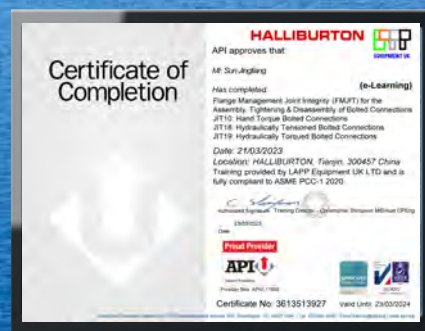 HALLIBURTON
EQUIPMENT UK
Certificate of
Completion
API approves that
Mr Sun Jingliang
Has completed (e-Learning)
Flange Management Joint Integrity (FMJIT) for the
Assembly, Tightening & Disassembly of Bolted Connections
JIT10: Hand Torque Bolted Connections
JIT18: Hydraulically Tensioned Bolted Connections
JIT19: Hydraulically Torqued Bolted Connections
Date: 21/03/2023
Location: HALLIBURTON, Tianjin, 300457 China
Training provided by LAPP Equipment UK LTD and is
fully compliant to ASME PCC-1 2020
Date
Proud Provider
API
Certificate No: 3613513927 Valid Until: 23/03/2024